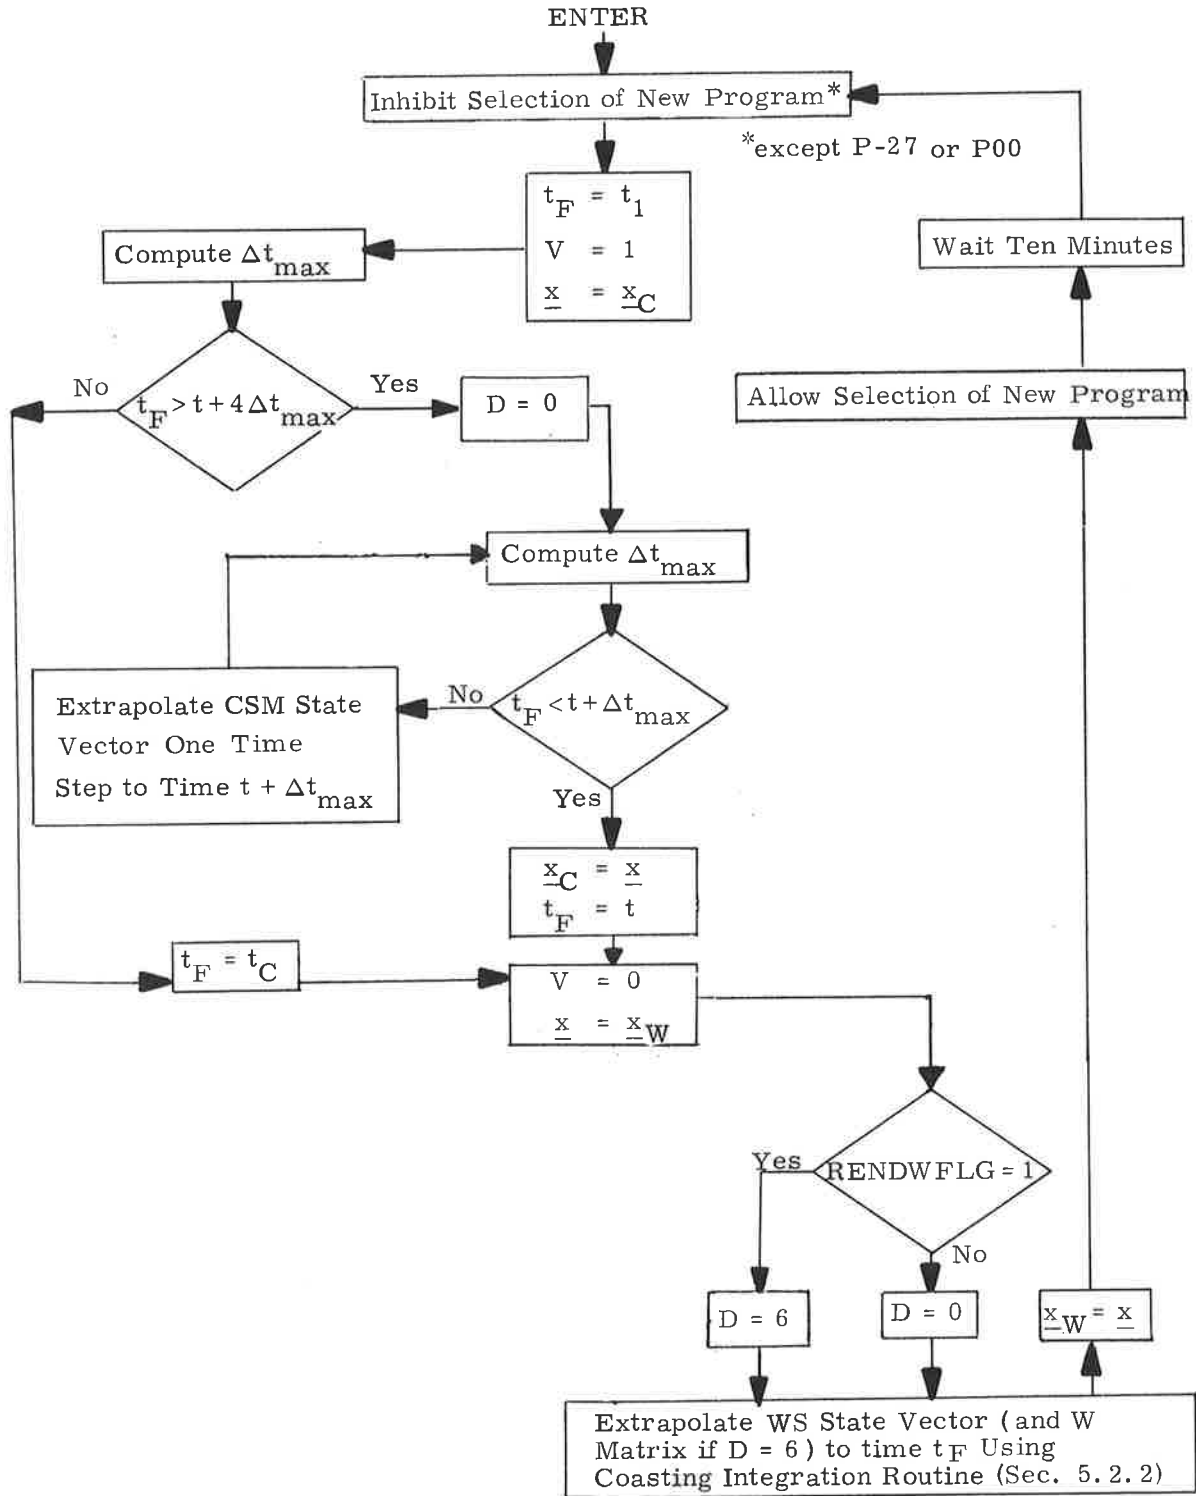 ENTER
Inhibit Selection of New Program*
*except P-27 or P00
t_F = t_1
V = 1
x = x_C
Compute Δt_max
Wait Ten Minutes
No
t_F > t + 4 Δt_max
Yes
D = 0
Allow Selection of New Program
Compute Δt_max
Extrapolate CSM State
Vector One Time
Step to Time t + Δt_max
No
t_F < t + Δt_max
Yes
x_C = x
t_F = t
t_F = t_C
V = 0
x = x_W
Yes
RENDWFLG = 1
No
D = 6
D = 0
x_W = x
Extrapolate WS State Vector (and W
Matrix if D = 6) to time t_F Using
Coasting Integration Routine (Sec. 5.2.2)